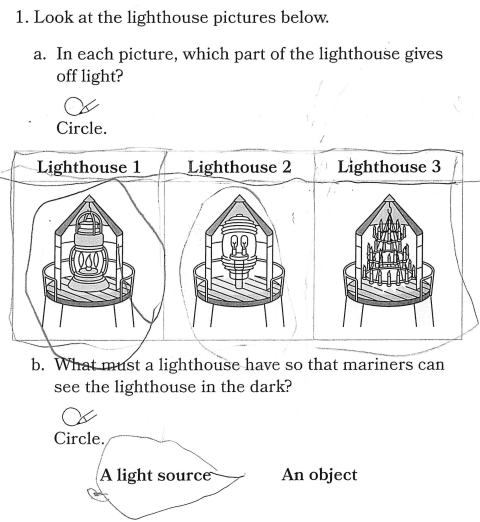 1. Look at the lighthouse pictures below.
a. In each picture, which part of the lighthouse gives
off light?
Circle.
Lighthouse 1 Lighthouse 2 Lighthouse 3
b. What must a lighthouse have so that mariners can
see the lighthouse in the dark?
Circle.
A light source An object